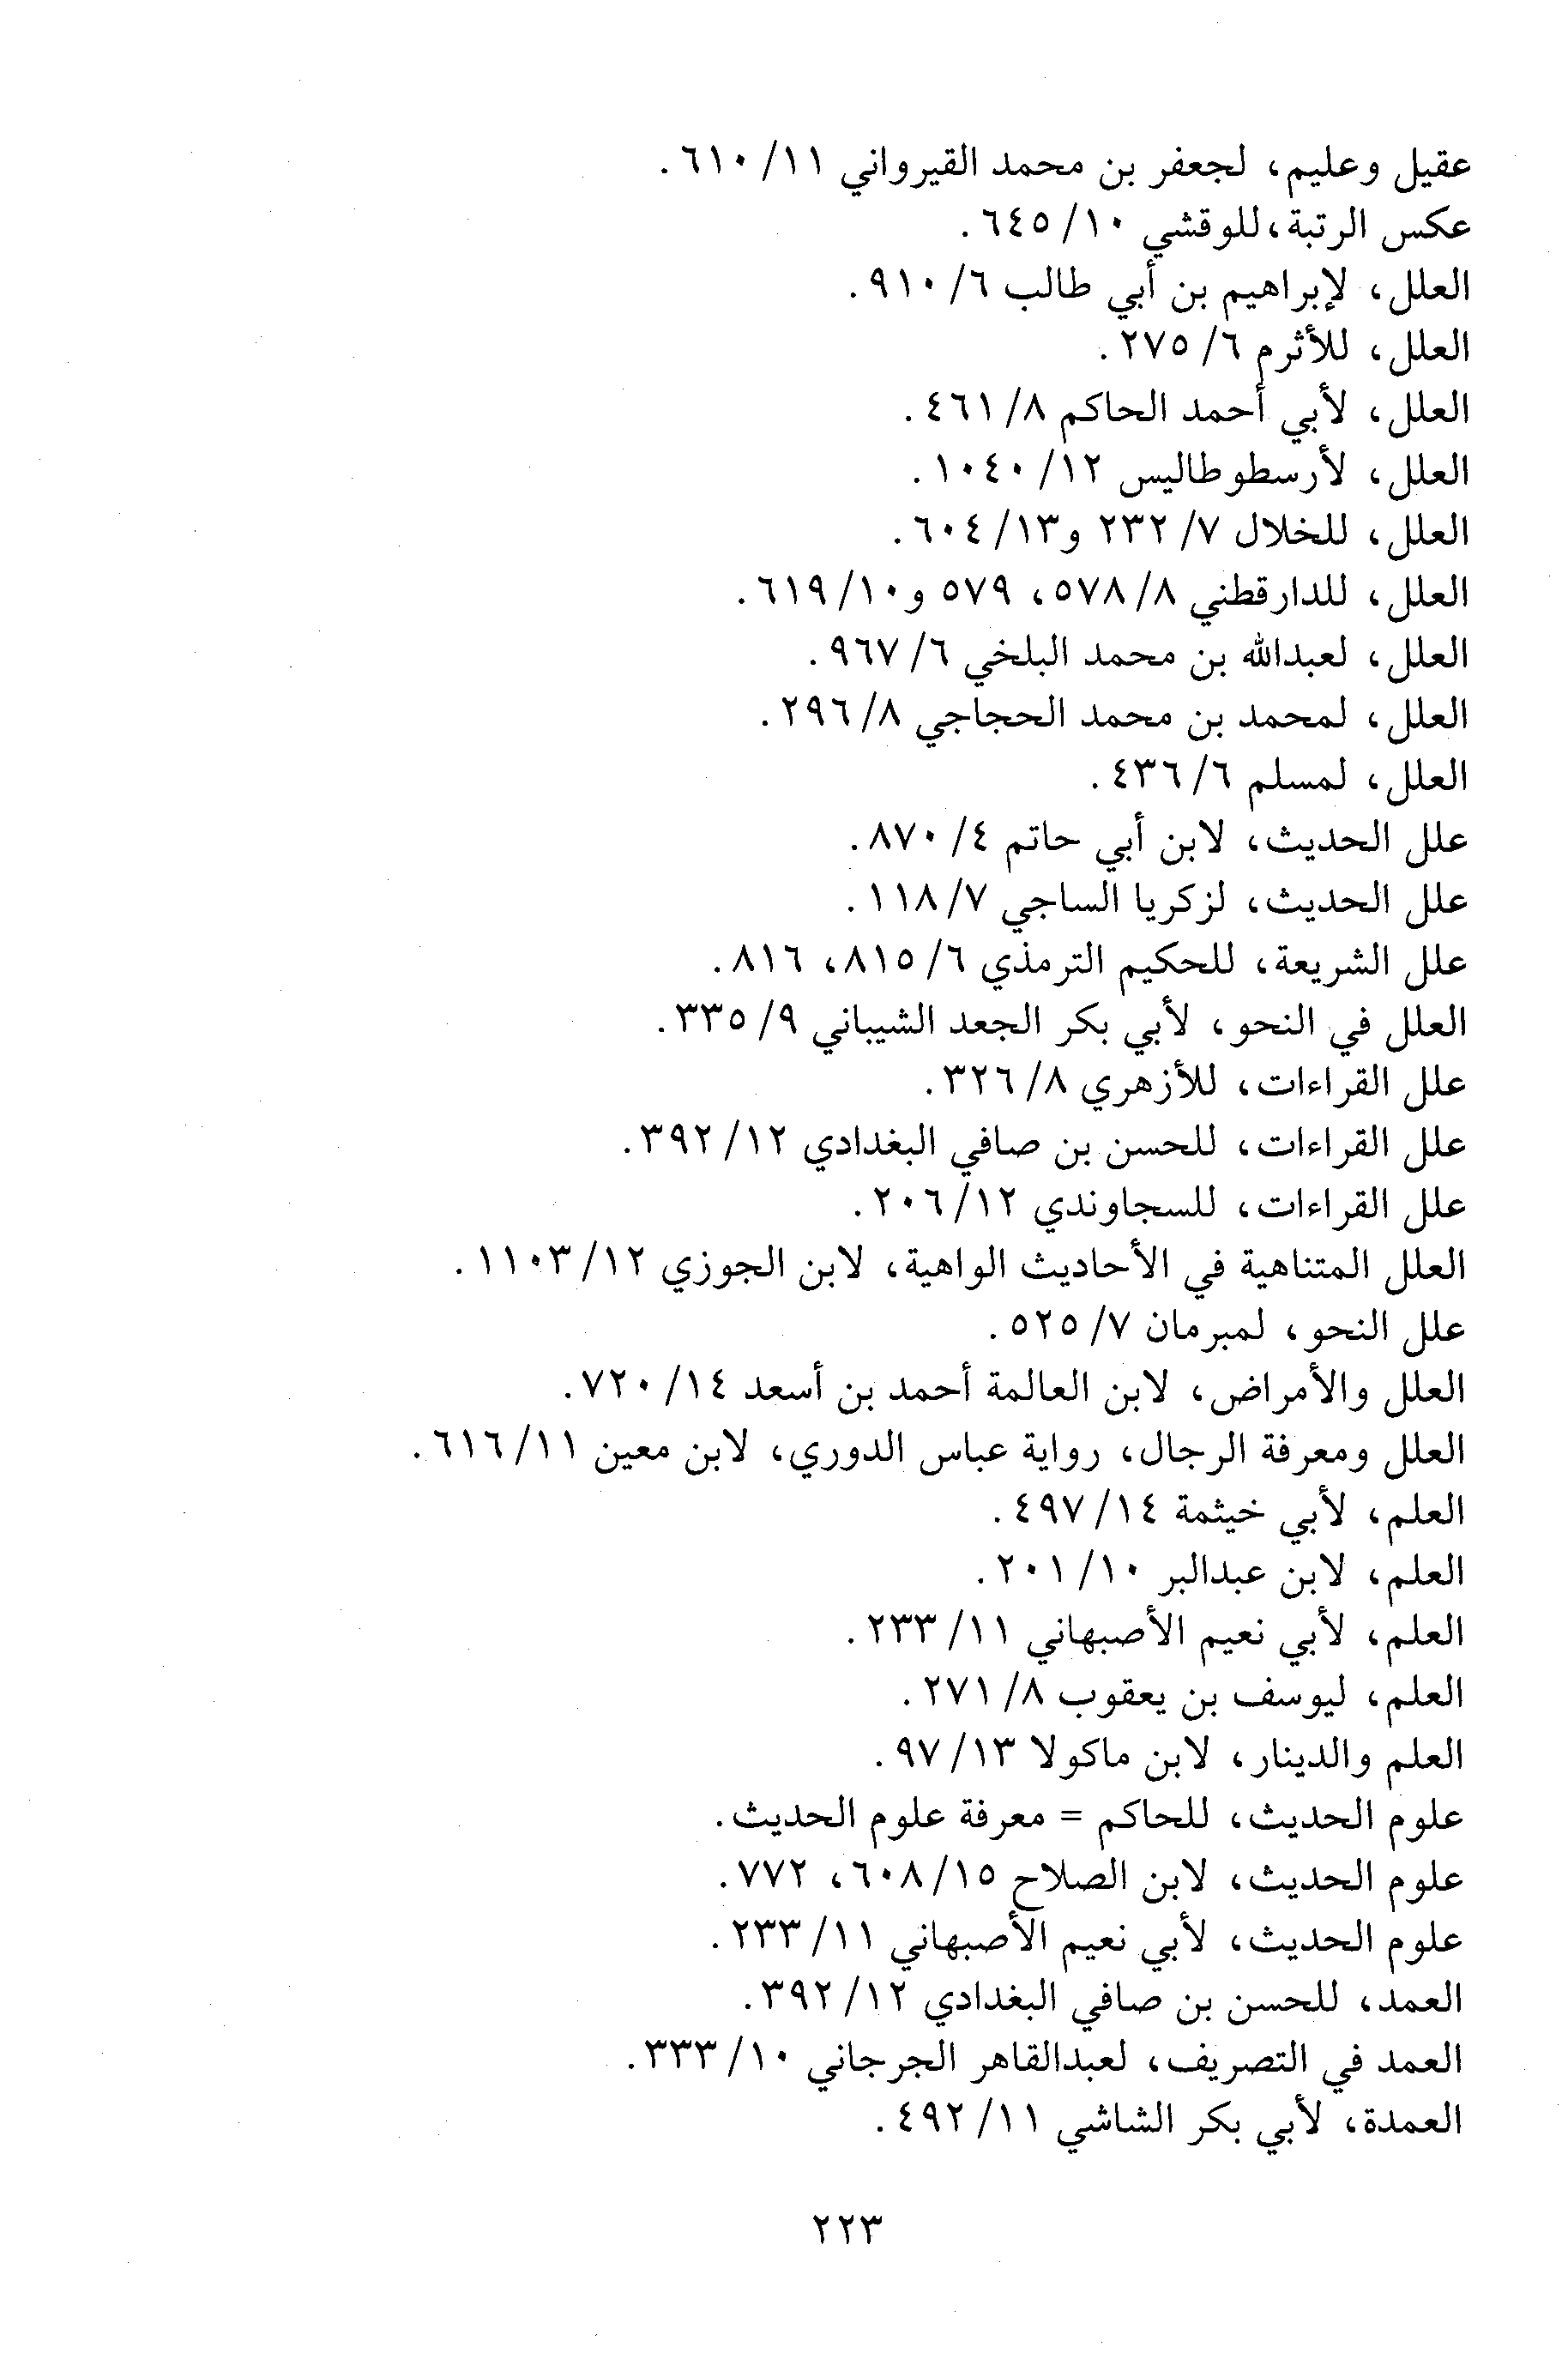 عقيل وعليم، لجعفر بن محمد القيرواني ١١/ ٦١٠.
عكس الرتبة، للوقشي ١٠/ ٦٤٥.
العلل، لإبراهيم بن أبي طالب ٦/ ٩١٠.
العلل، للأثرم ٦/ ٢٧٥.
العلل، لأبي أحمد الحاكم ٨/ ٤٦١.
العلل، لأرسطوطاليس ١٢/ ١٠٤٠.
العلل، للخلال ٧/ ٢٣٢ و١٣/ ٦٠٤.
العلل، للدارقطني ٨/ ٥٧٨، ٥٧٩ و١٠/ ٦١٩.
العلل، لعبدالله بن محمد البلخي ٦/ ٩٦٧.
العلل، لمحمد بن محمد الحجاجي ٨/ ٢٩٦.
العلل، لمسلم ٦/ ٤٣٦.
علل الحديث، لابن أبي حاتم ٤/ ٨٧٠.
علل الحديث، لزكريا الساجي ٧/ ١١٨.
علل الشريعة، للحكيم الترمذي ٦/ ٨١٥، ٨١٦.
العلل في النحو، لأبي بكر الجعد الشيباني ٩/ ٣٣٥.
علل القراءات، للأزهري ٨/ ٣٢٦.
علل القراءات، للحسن بن صافي البغدادي ١٢/ ٣٩٢.
علل القراءات، للسجاوندي ١٢/ ٢٠٦.
العلل المتناهية في الأحاديث الواهية، لابن الجوزي ١٢/ ١١٠٣.
علل النحو، لمبرمان ٧/ ٥٢٥.
العلل والأمراض، لابن العالمة أحمد بن أسعد ١٤/ ٧٢٠.
العلل ومعرفة الرجال، رواية عباس الدوري، لابن معين ١١/ ٦١٦.
العلم، لأبي خيثمة ١٤/ ٤٩٧.
العلم، لابن عبدالبر ١٠/ ٢٠١.
العلم، لأبي نعيم الأصبهاني ١١/ ٢٣٣.
العلم، ليوسف بن يعقوب ٨/ ٢٧١.
العلم والدينار، لابن ماكولا ١٣/ ٩٧.
علوم الحديث، للحاكم = معرفة علوم الحديث.
علوم الحديث، لابن الصلاح ١٥/ ٦٠٨، ٧٧٢.
علوم الحديث، لأبي نعيم الأصبهاني ١١/ ٢٣٣.
العمد، للحسن بن صافي البغدادي ١٢/ ٣٩٢.
العمد في التصريف، لعبدالقاهر الجرجاني ١٠/ ٣٣٣.
العمدة، لأبي بكر الشاشي ١١/ ٤٩٢.
٢٢٣